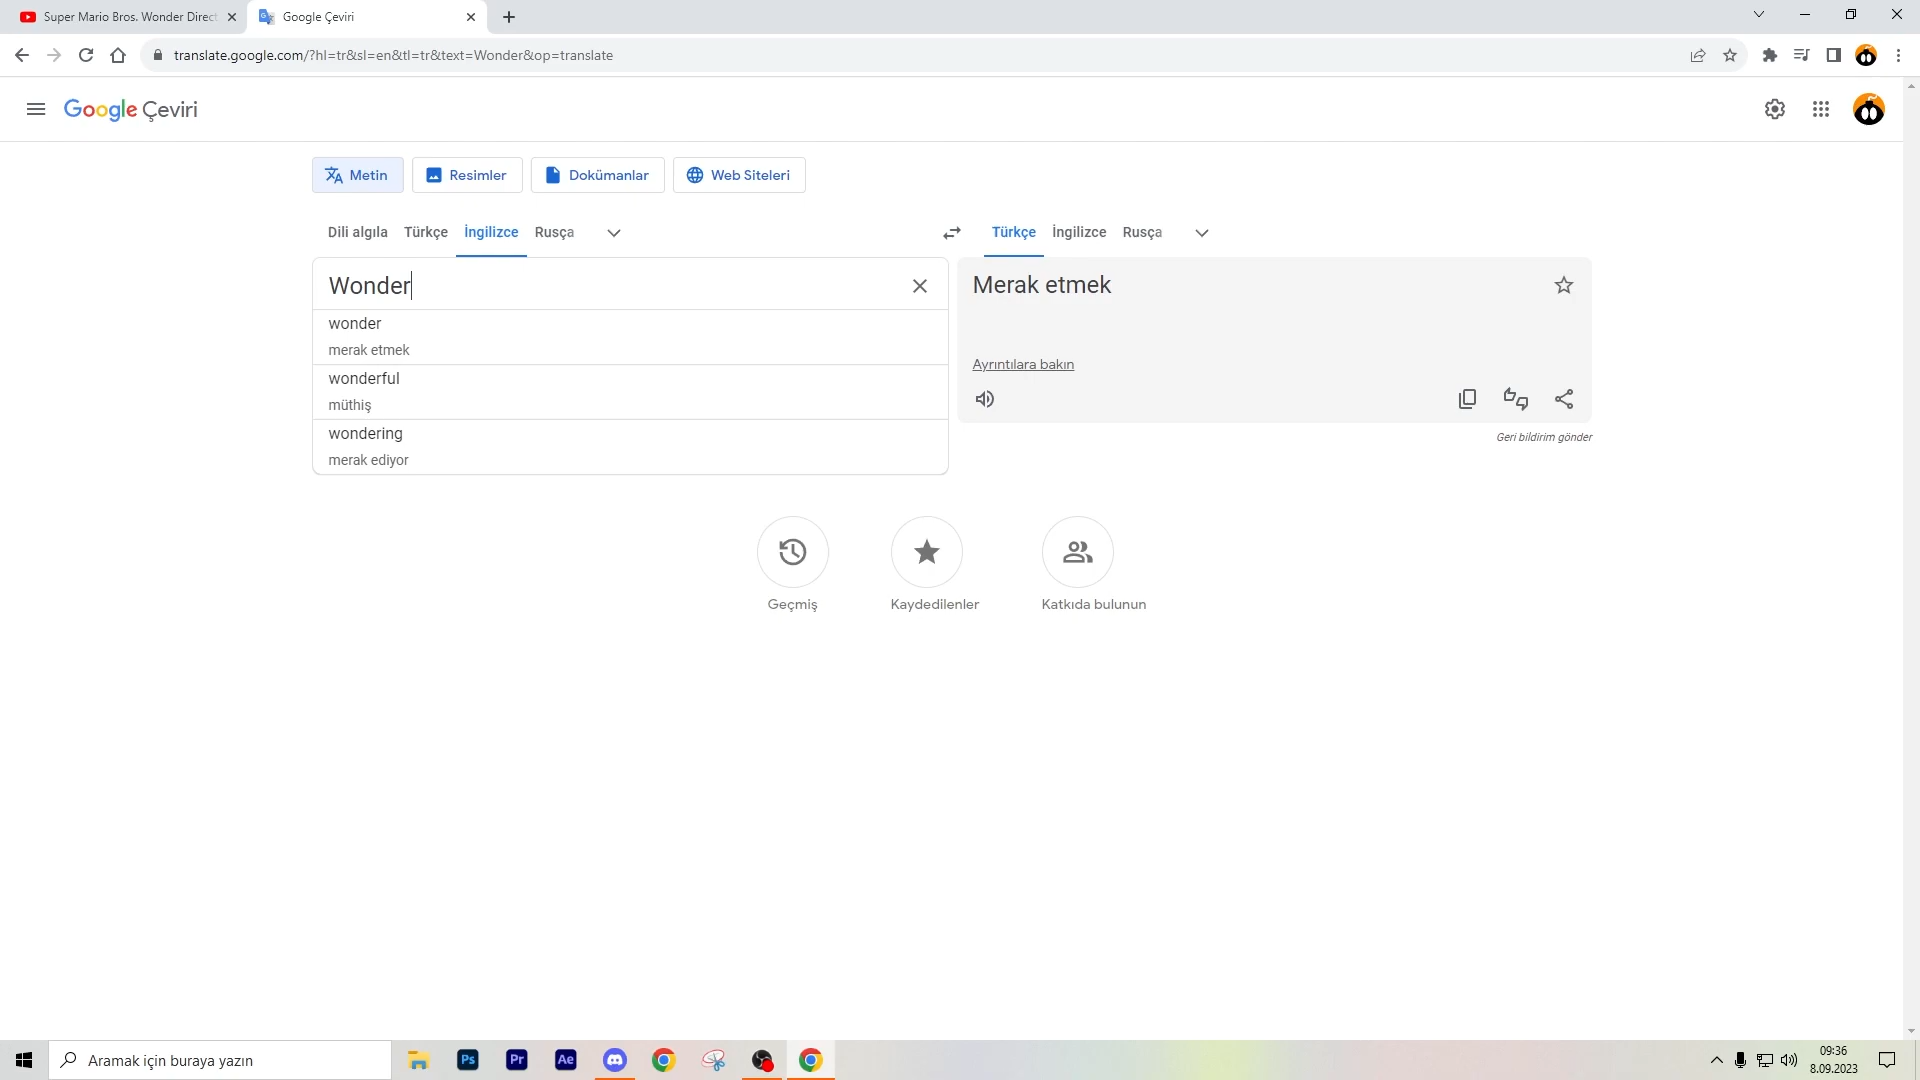 Super Mario Bros. Wonder Direct
Google Çeviri
translate.google.com/?hl=tr&sl=en&tl=tr&text=Wonder&op=translate
Google Çeviri
Metin
Resimler
Dokümanlar
Web Siteleri
Dili algıla Türkçe İngilizce Rusça
Türkçe İngilizce Rusça
Wonder
Merak etmek
wonder
merak etmek
wonderful
müthiş
wondering
merak ediyor
Ayrıntılara bakın
Geri bildirim gönder
Geçmiş
Kaydedilenler
Katkıda bulunun
Aramak için buraya yazın
Ps
Pr
Ae
09:36
8.09.2023